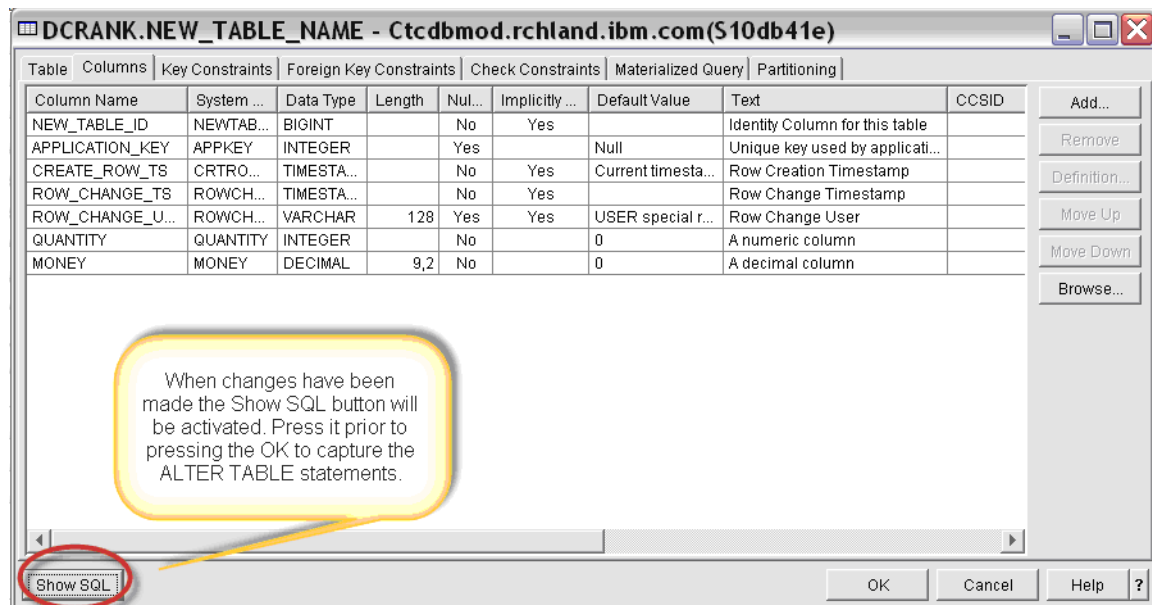 DCRANK.NEW_TABLE_NAME - Ctcdbmod.rchland.ibm.com(S10db41e)
Table Columns Key Constraints Foreign Key Constraints Check Constraints Materialized Query Partitioning
Column Name System ... Data Type Length Nul... Implicitly ... Default Value Text CCSID
NEW_TABLE_ID NEWTAB... BIGINT No Yes Identity Column for this table
APPLICATION_KEY APPKEY INTEGER Yes Null Unique key used by applicati...
CREATE_ROW_TS CRTRO... TIMESTA... No Yes Current timesta... Row Creation Timestamp
ROW_CHANGE_TS ROWCH... TIMESTA... No Yes Row Change Timestamp
ROW_CHANGE_U... ROWCH... VARCHAR 128 Yes Yes USER special r... Row Change User
QUANTITY QUANTITY INTEGER No 0 A numeric column
MONEY MONEY DECIMAL 9,2 No 0 A decimal column
Add...
Remove
Definition...
Move Up
Move Down
Browse...
When changes have been
made the Show SQL button will
be activated. Press it prior to
pressing the OK to capture the
ALTER TABLE statements.
Show SQL OK Cancel Help ?